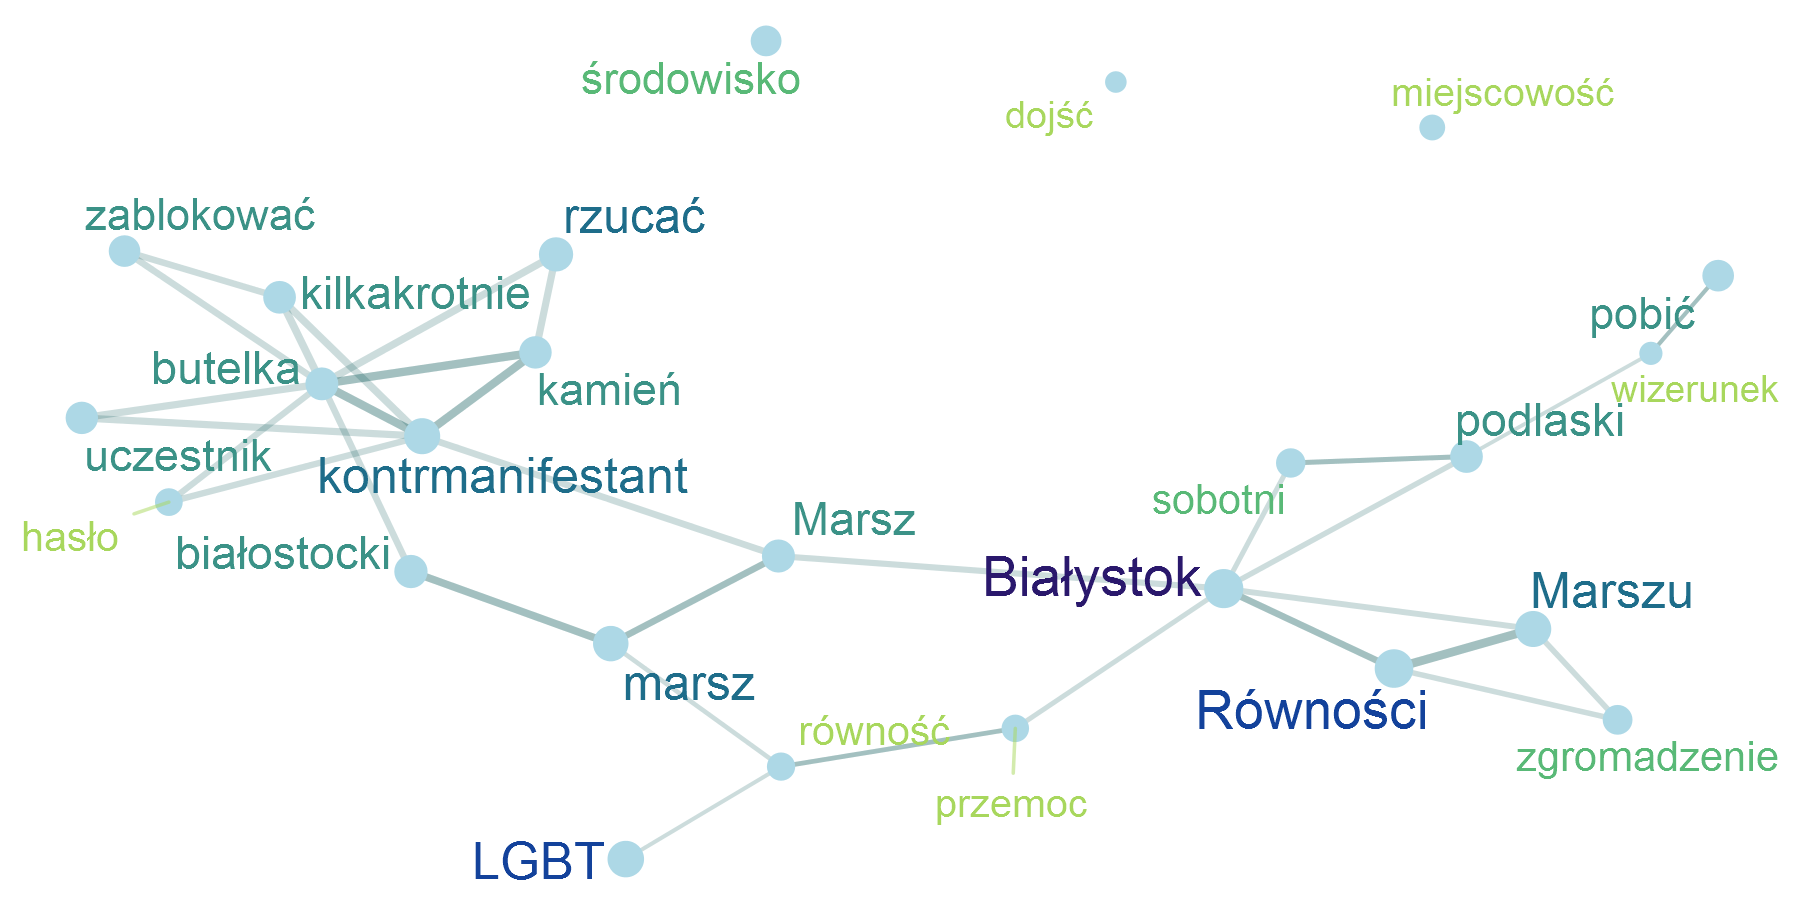 środowisko
dojść
miejscowość
zablokować
rzucać
kilkakrotnie
pobić
butelka
kamień
wizerunek
podlaski
uczestnik
kontrmanifestant
sobotni
Marsz
hasło
białostocki
Białystok
Marszu
marsz
Równości
równość
zgromadzenie
przemoc
LGBT